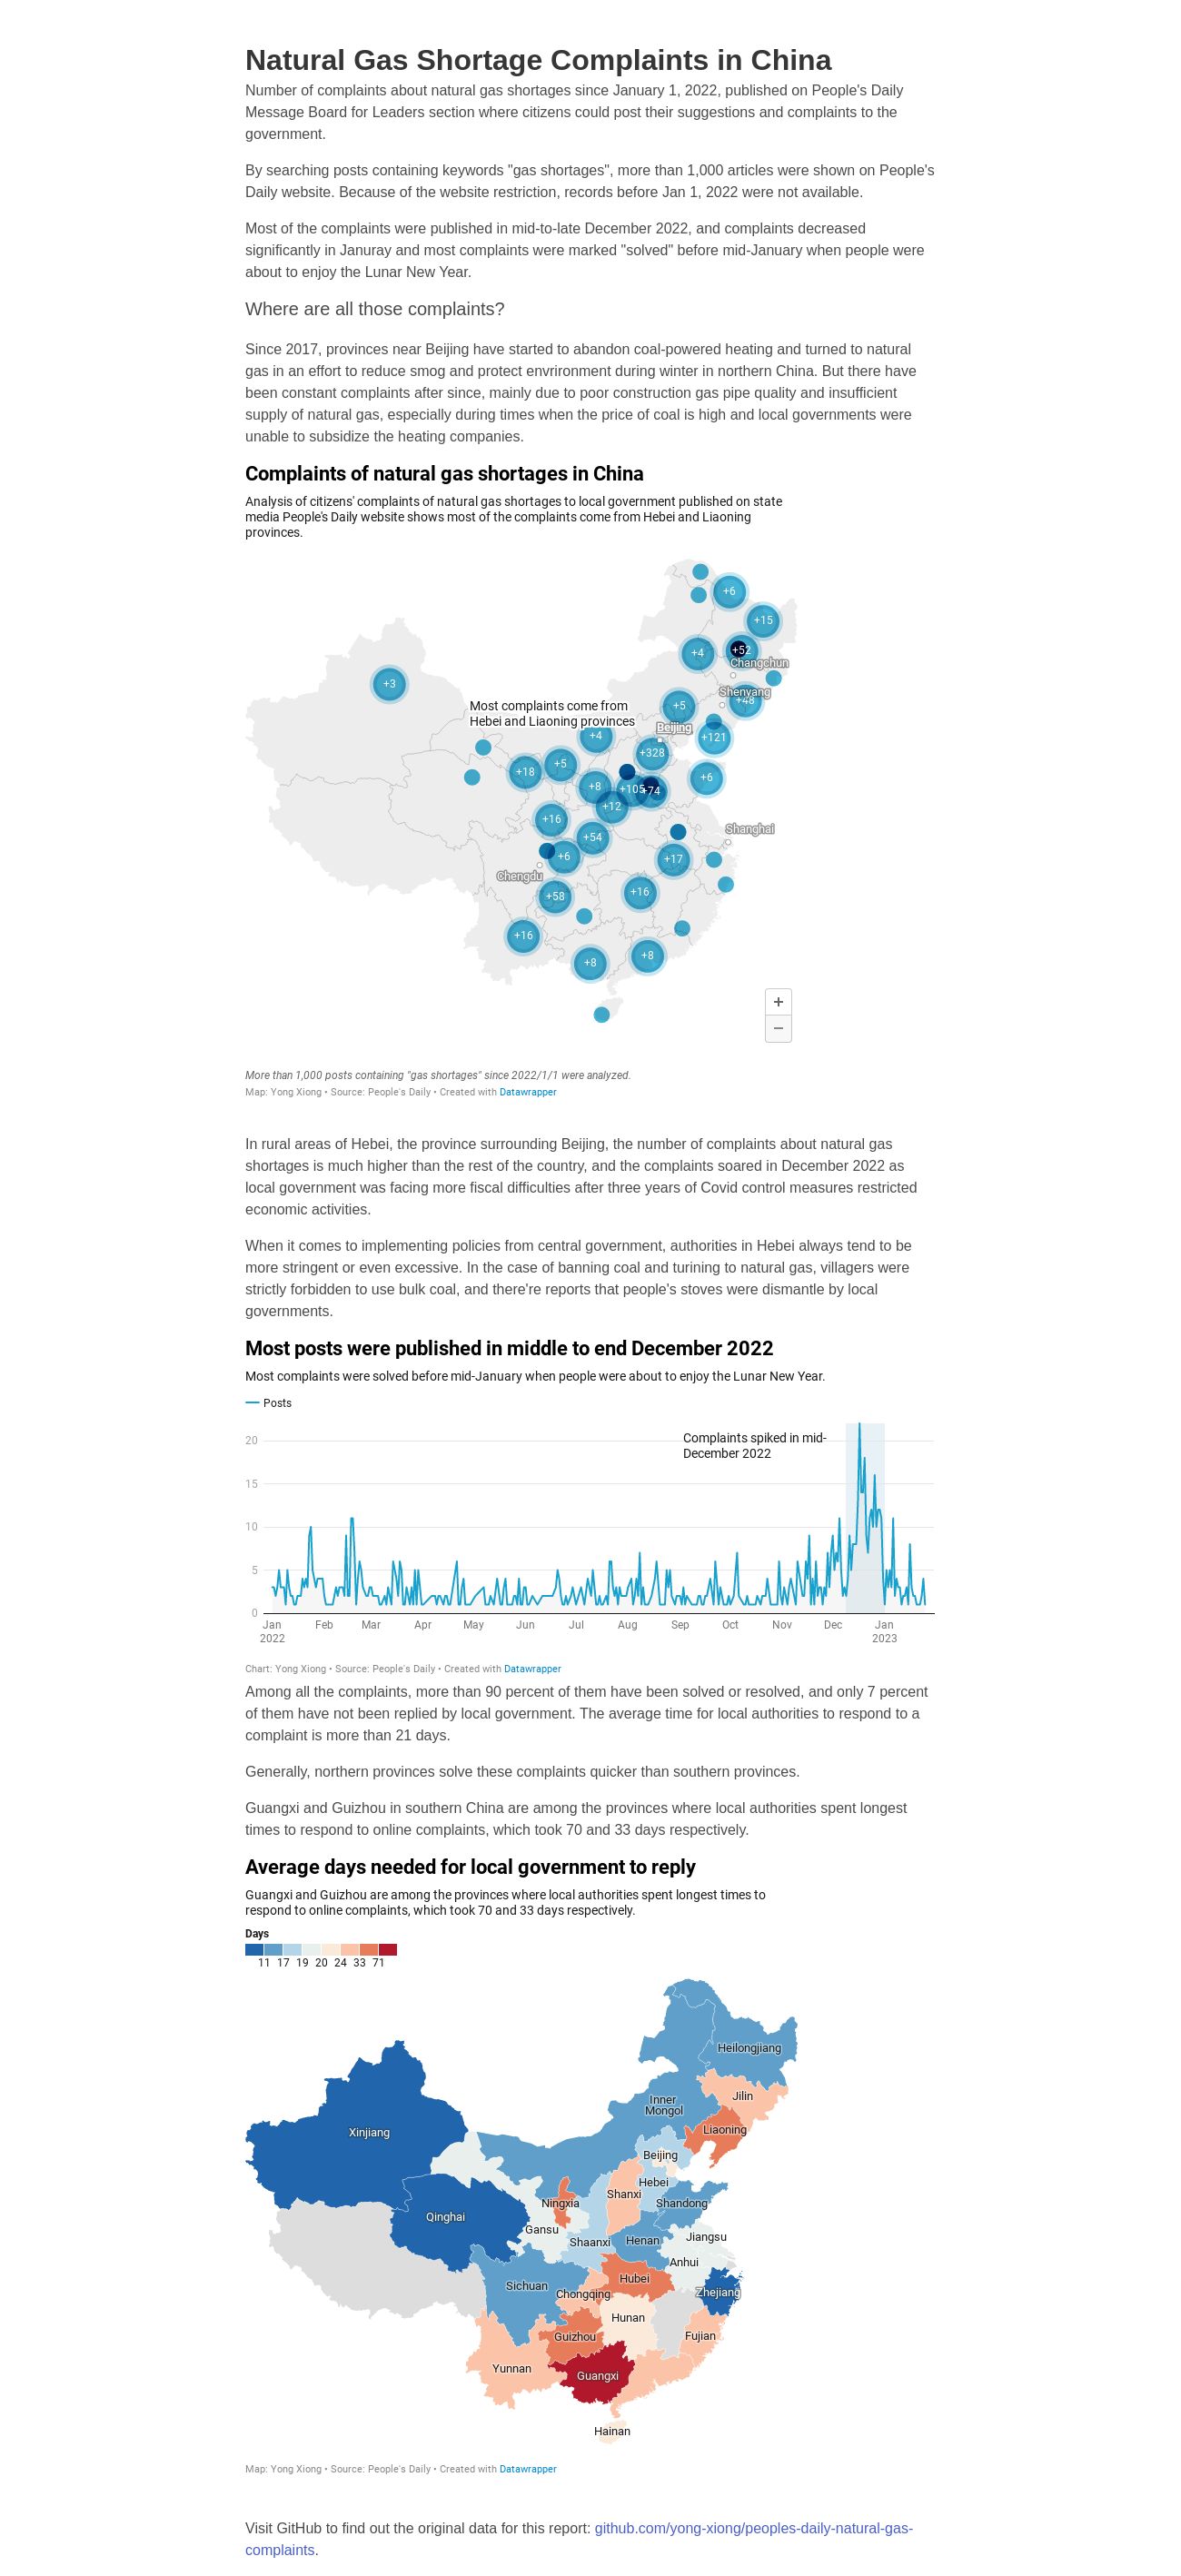 Natural Gas Shortage Complaints in China
Number of complaints about natural gas shortages since January 1, 2022, published on People's Daily
Message Board for Leaders section where citizens could post their suggestions and complaints to the
government.
By searching posts containing keywords "gas shortages", more than 1,000 articles were shown on People's
Daily website. Because of the website restriction, records before Jan 1, 2022 were not available.
Most of the complaints were published in mid-to-late December 2022, and complaints decreased
significantly in Januray and most complaints were marked "solved" before mid-January when people were
about to enjoy the Lunar New Year.
Where are all those complaints?
Since 2017, provinces near Beijing have started to abandon coal-powered heating and turned to natural
gas in an effort to reduce smog and protect envrironment during winter in northern China. But there have
been constant complaints after since, mainly due to poor construction gas pipe quality and insufficient
supply of natural gas, especially during times when the price of coal is high and local governments were
unable to subsidize the heating companies.
Complaints of natural gas shortages in China
Analysis of citizens' complaints of natural gas shortages to local government published on state
media People's Daily website shows most of the complaints come from Hebei and Liaoning
provinces.
+6
+15
+52
+4
Changchun
+3
Shenyang
+48
+5
Most complaints come from
Hebei and Liaoning provinces
Beijing
+4
+121
+328
+5
+18
+6
+8
+105
+74
+12
+16
Shanghai
+54
+6
+17
Chengdu
+58
+16
+16
+8
+8
+
−
More than 1,000 posts containing "gas shortages" since 2022/1/1 were analyzed.
Map: Yong Xiong • Source: People's Daily • Created with Datawrapper
In rural areas of Hebei, the province surrounding Beijing, the number of complaints about natural gas
shortages is much higher than the rest of the country, and the complaints soared in December 2022 as
local government was facing more fiscal difficulties after three years of Covid control measures restricted
economic activities.
When it comes to implementing policies from central government, authorities in Hebei always tend to be
more stringent or even excessive. In the case of banning coal and turining to natural gas, villagers were
strictly forbidden to use bulk coal, and there're reports that people's stoves were dismantle by local
governments.
Most posts were published in middle to end December 2022
Most complaints were solved before mid-January when people were about to enjoy the Lunar New Year.
Posts
Complaints spiked in mid-
December 2022
20
15
10
5
0
Jan Feb Mar Apr May Jun Jul Aug Sep Oct Nov Dec Jan
2022 2023
Chart: Yong Xiong • Source: People's Daily • Created with Datawrapper
Among all the complaints, more than 90 percent of them have been solved or resolved, and only 7 percent
of them have not been replied by local government. The average time for local authorities to respond to a
complaint is more than 21 days.
Generally, northern provinces solve these complaints quicker than southern provinces.
Guangxi and Guizhou in southern China are among the provinces where local authorities spent longest
times to respond to online complaints, which took 70 and 33 days respectively.
Average days needed for local government to reply
Guangxi and Guizhou are among the provinces where local authorities spent longest times to
respond to online complaints, which took 70 and 33 days respectively.
Days
11 17 19 20 24 33 71
Heilongjiang
Jilin
Inner
Mongol
Liaoning
Xinjiang
Beijing
Hebei
Shanxi
Ningxia
Shandong
Qinghai
Gansu
Jiangsu
Shaanxi
Henan
Anhui
Hubei
Sichuan
Chongqing
Zhejiang
Hunan
Guizhou
Fujian
Yunnan
Guangxi
Hainan
Map: Yong Xiong • Source: People's Daily • Created with Datawrapper
Visit GitHub to find out the original data for this report: github.com/yong-xiong/peoples-daily-natural-gas-
complaints.